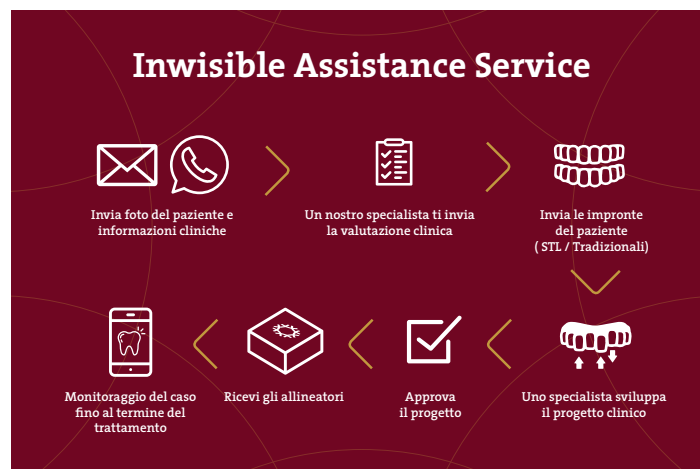 Inwisible Assistance Service
Invia foto del paziente e
informazioni cliniche
Un nostro specialista ti invia
la valutazione clinica
Invia le impronte
del paziente
( STL / Tradizionali)
Uno specialista sviluppa
il progetto clinico
Approva
il progetto
Ricevi gli allineatori
Monitoraggio del caso
fino al termine del
trattamento